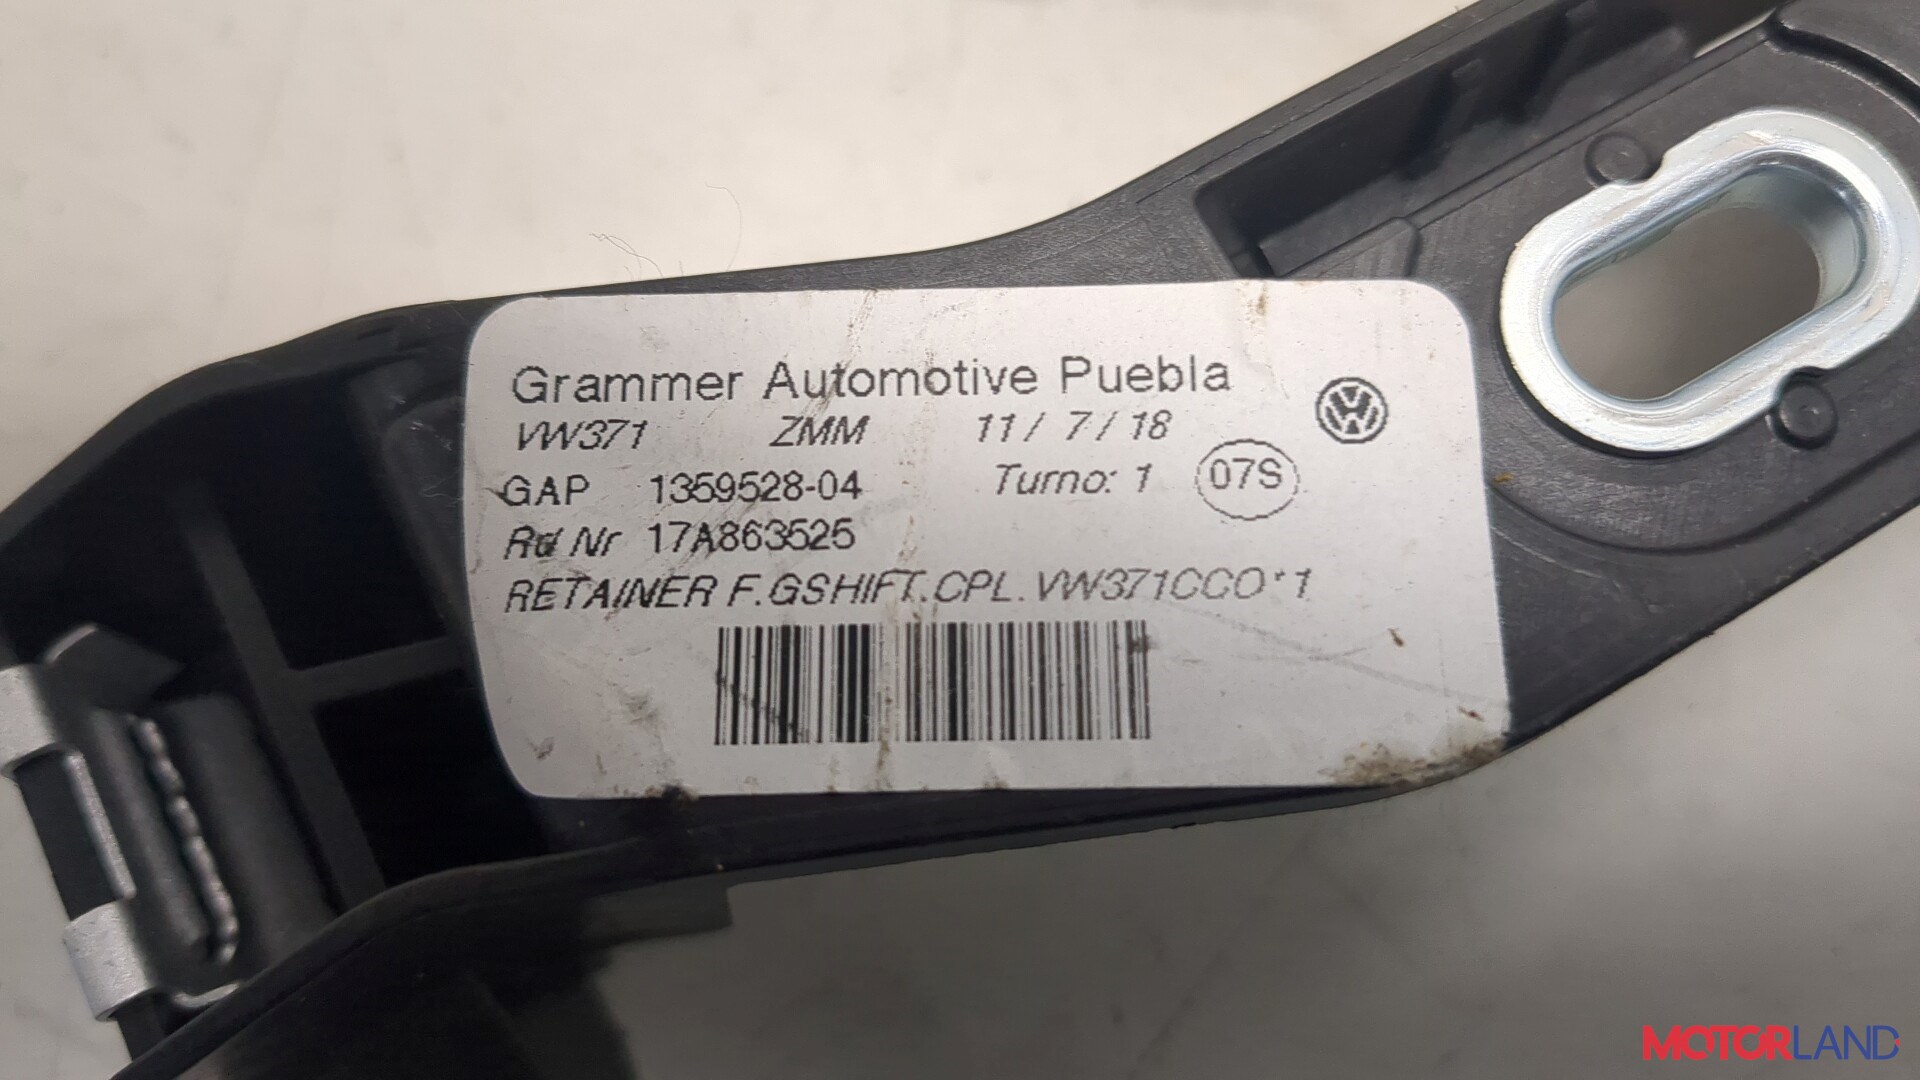 Grammer Automotive Puebla
VW371 ZMM 11/ 7/18
GAP 1359528-04 Turno: 1 07S
Rd Nr 17A863525
RETAINER F.GSHIFT.CPL. VW371CCO*1
MOTORLAND